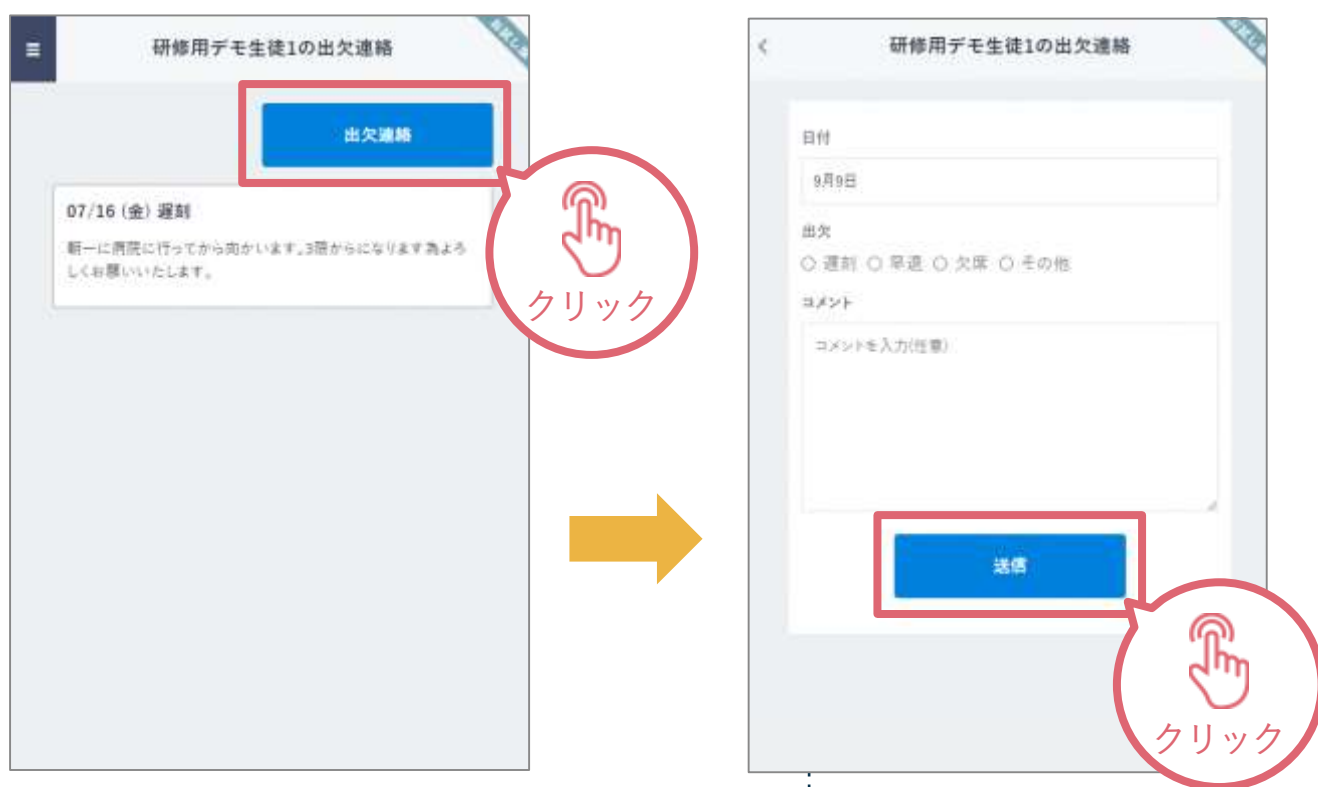 研修用デモ生徒1の出欠連絡
出欠連絡
07/16 (金) 遅刻
朝一に病院に行ってから向かいます。3限からになります為よろ
しくお願いいたします。
クリック
研修用デモ生徒1の出欠連絡
日付
9月9日
出欠
遅刻 早退 欠席 その他
コメント
コメントを入力(任意)
送信
クリック